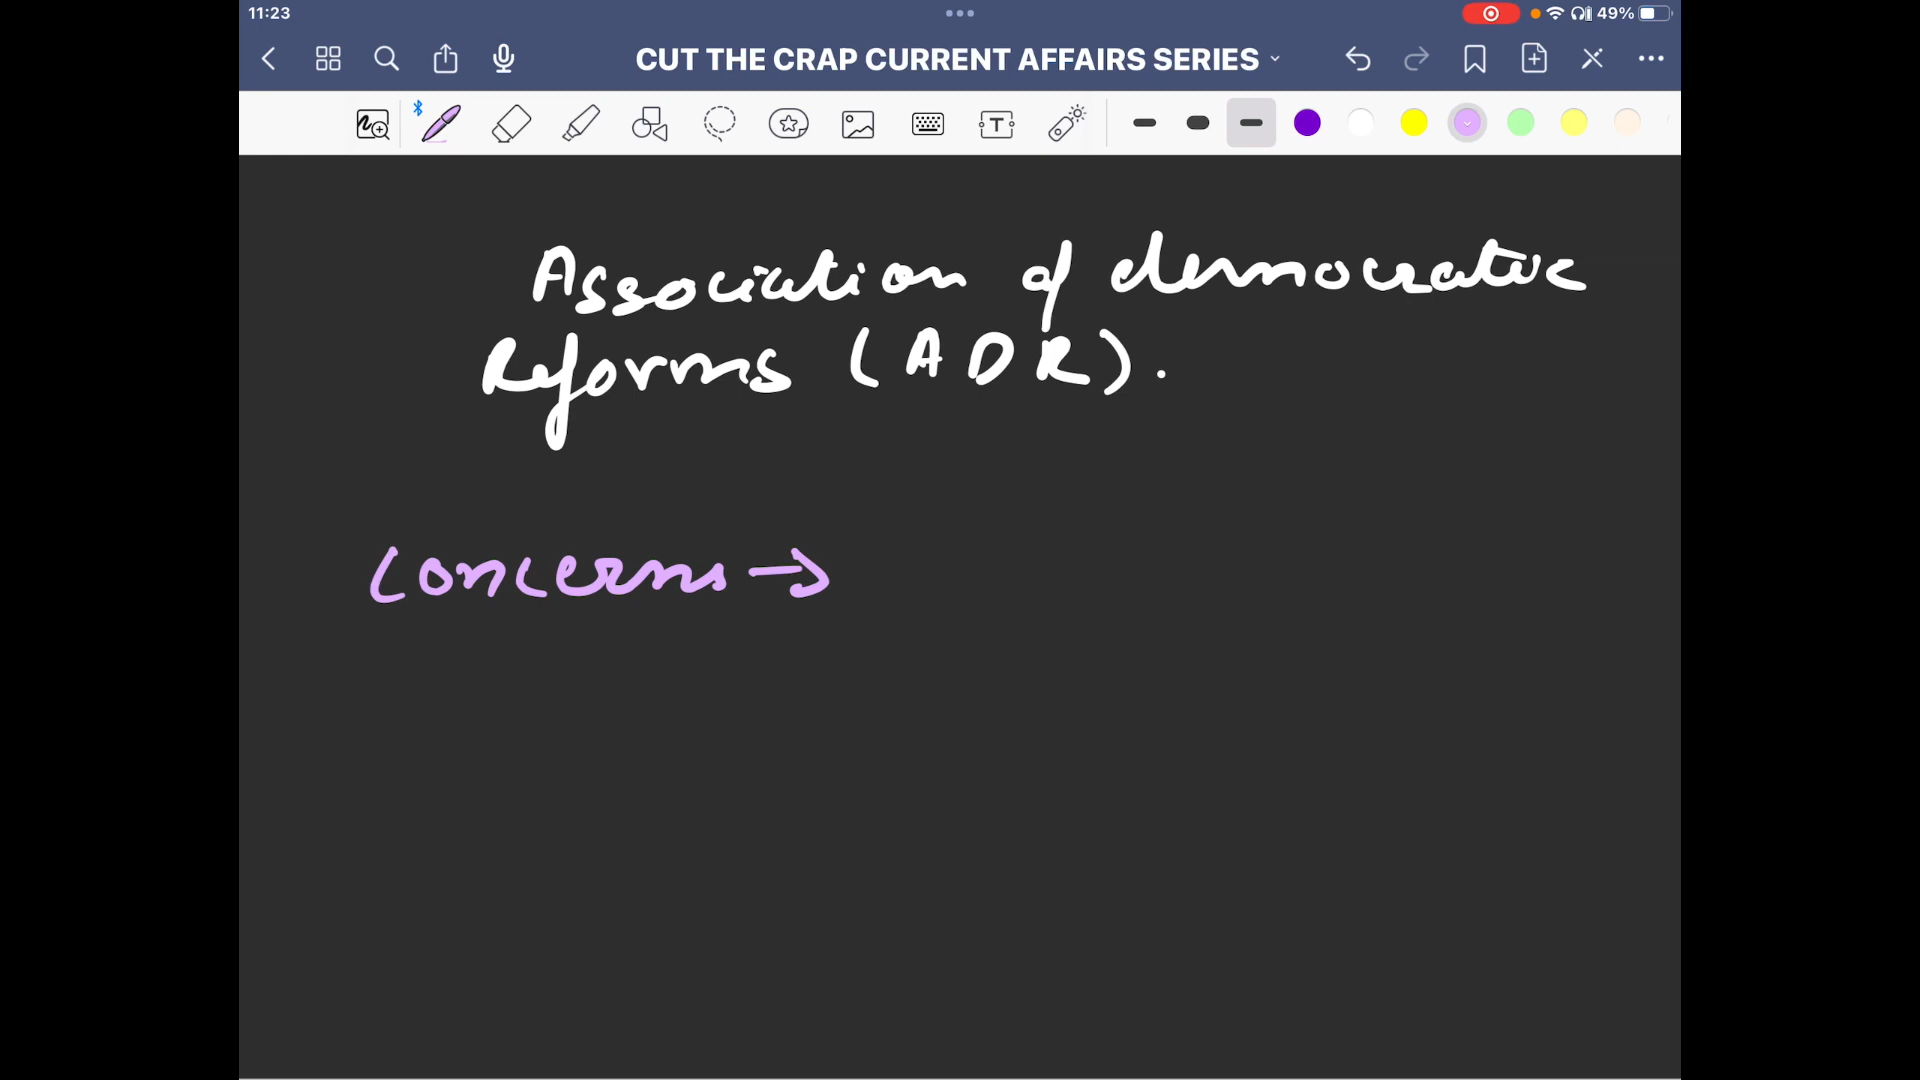 11:23
49%
CUT THE CRAP CURRENT AFFAIRS SERIES
T
Association of democratic
Reforms (ADR).
Concerns →